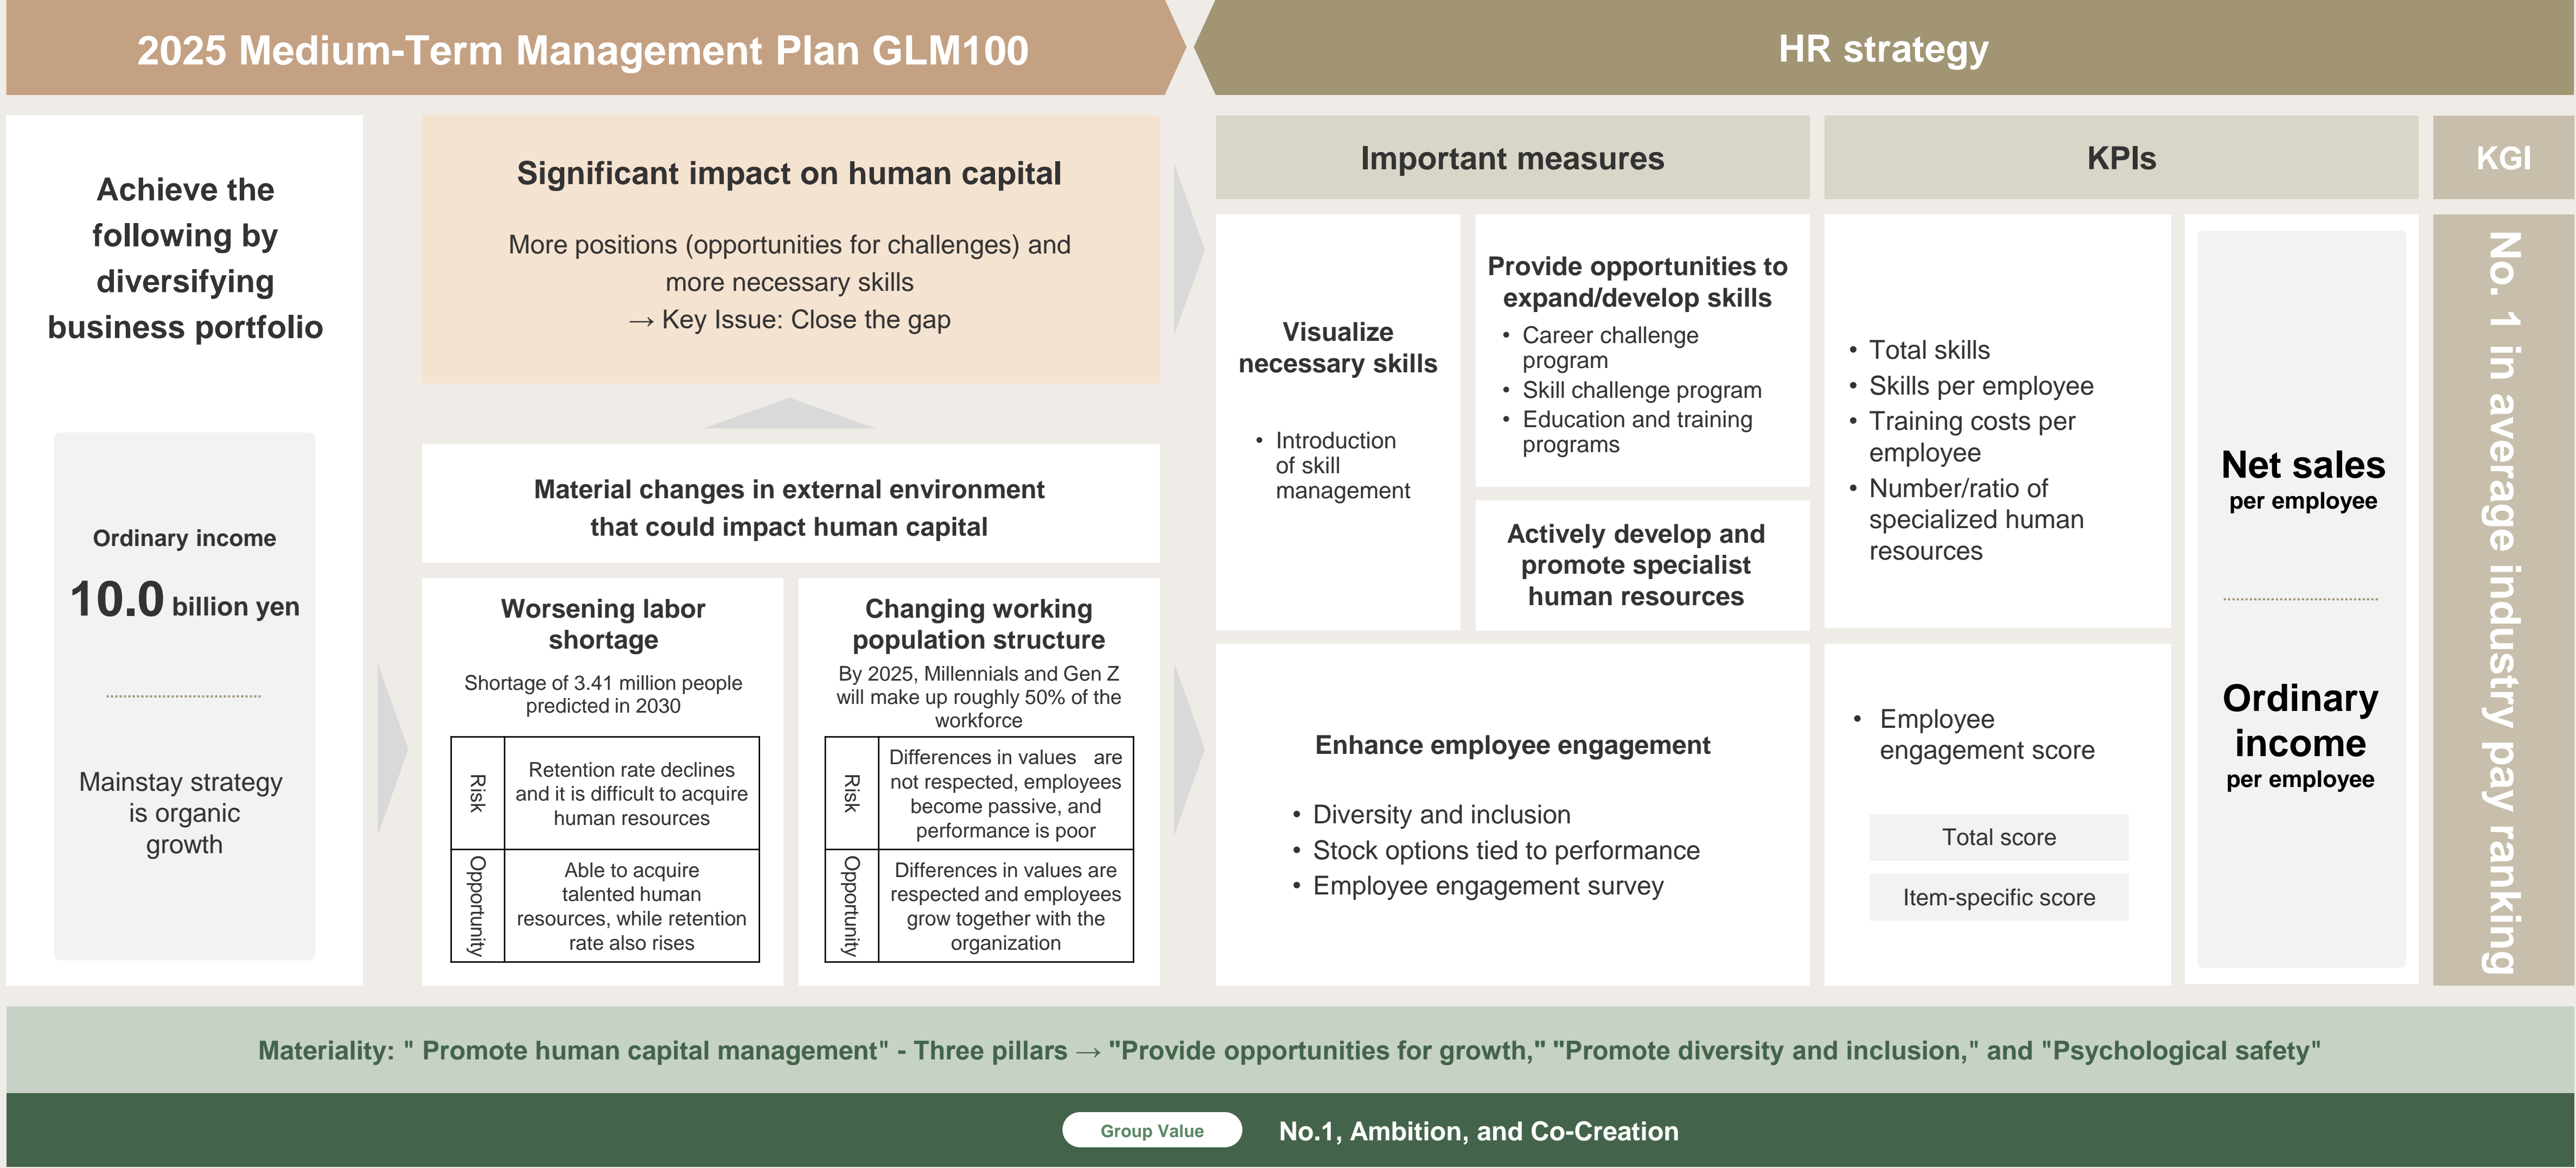 2025 Medium-Term Management Plan GLM100
HR strategy
Achieve the
following by
diversifying
business portfolio
Ordinary income
10.0 billion yen
Mainstay strategy
is organic
growth
Significant impact on human capital
More positions (opportunities for challenges) and
more necessary skills
→ Key Issue: Close the gap
Material changes in external environment
that could impact human capital
Worsening labor
shortage
Shortage of 3.41 million people
predicted in 2030
Risk
Retention rate declines
and it is difficult to acquire
human resources
Opportunity
Able to acquire
talented human
resources, while retention
rate also rises
Changing working
population structure
By 2025, Millennials and Gen Z
will make up roughly 50% of the
workforce
Risk
Differences in values are
not respected, employees
become passive, and
performance is poor
Opportunity
Differences in values are
respected and employees
grow together with the
organization
Important measures
Visualize
necessary skills
• Introduction
of skill
management
Provide opportunities to
expand/develop skills
• Career challenge
program
• Skill challenge program
• Education and training
programs
Actively develop and
promote specialist
human resources
Enhance employee engagement
• Diversity and inclusion
• Stock options tied to performance
• Employee engagement survey
KPIs
• Total skills
• Skills per employee
• Training costs per
employee
• Number/ratio of
specialized human
resources
• Employee
engagement score
Total score
Item-specific score
Net sales
per employee
Ordinary
income
per employee
KGI
No. 1 in average industry pay ranking
Materiality: " Promote human capital management" - Three pillars → "Provide opportunities for growth," "Promote diversity and inclusion," and "Psychological safety"
Group Value
No.1, Ambition, and Co-Creation